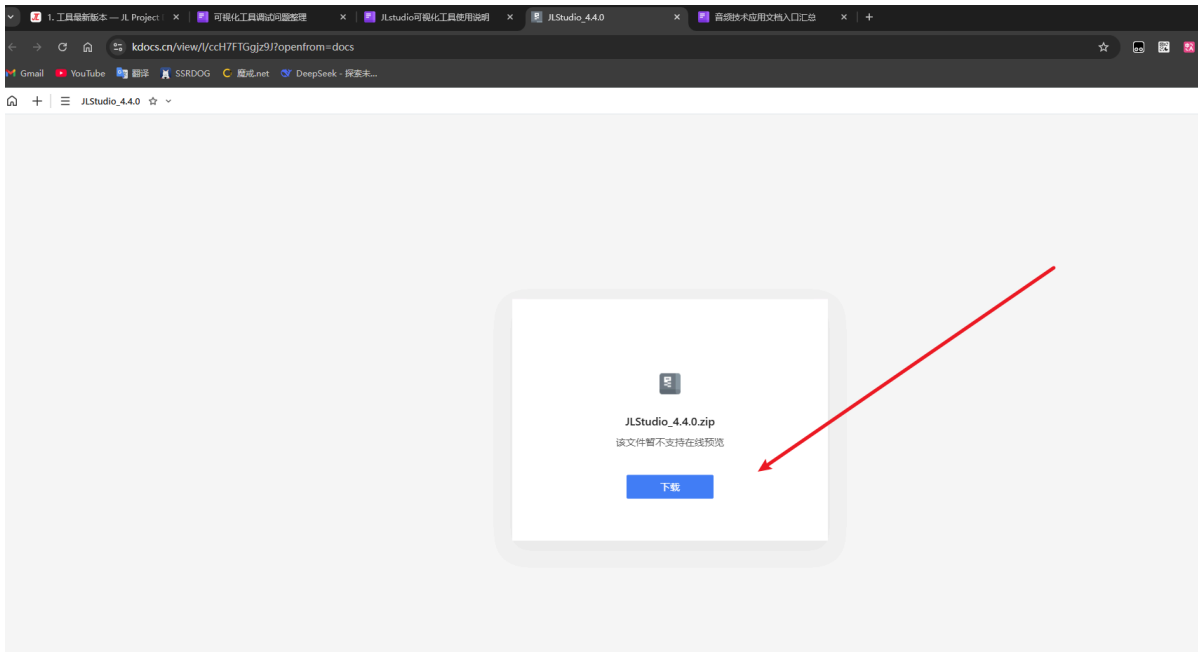 1. 工具最新版本 — JL Project
可视化工具调试问题整理
JLstudio可视化工具使用说明
JLStudio_4.4.0
音频技术应用文档入口汇总
kdocs.cn/view/l/ccH7FTGgjz9J?openfrom=docs
Gmail
YouTube
翻译
SSRDOG
魔戒.net
DeepSeek - 探索未...
JLStudio_4.4.0
JLStudio_4.4.0.zip
该文件暂不支持在线预览
下载